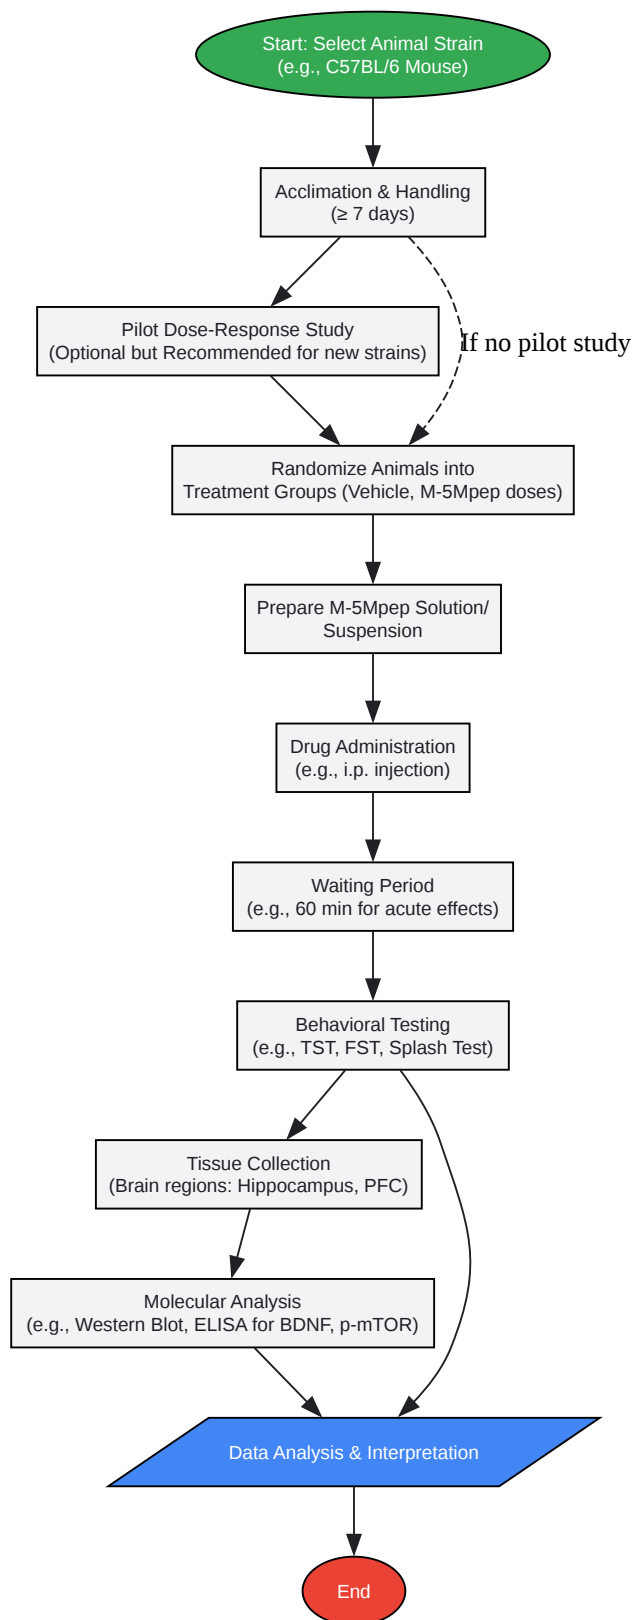 Start: Select Animal Strain
(e.g., C57BL/6 Mouse)
Acclimation & Handling
(≥ 7 days)
Pilot Dose-Response Study
(Optional but Recommended for new strains)
If no pilot study
Randomize Animals into
Treatment Groups (Vehicle, M-5Mpep doses)
Prepare M-5Mpep Solution/
Suspension
Drug Administration
(e.g., i.p. injection)
Waiting Period
(e.g., 60 min for acute effects)
Behavioral Testing
(e.g., TST, FST, Splash Test)
Tissue Collection
(Brain regions: Hippocampus, PFC)
Molecular Analysis
(e.g., Western Blot, ELISA for BDNF, p-mTOR)
Data Analysis & Interpretation
End